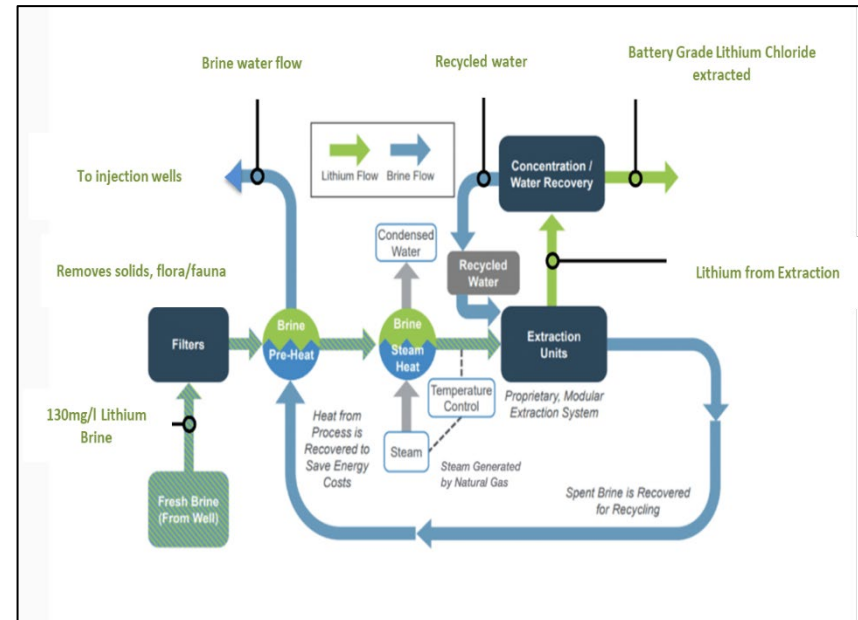 Brine water flow
Recycled water
Battery Grade Lithium Chloride
extracted
To injection wells
Lithium Flow
Brine Flow
Concentration /
Water Recovery
Condensed
Water
Removes solids, flora/fauna
Recycled
Water
Lithium from Extraction
Filters
Brine
Pre-Heat
Brine
Steam
Heat
Extraction
Units
130mg/l Lithium
Brine
Heat from
Process is
Recovered to
Save Energy
Costs
Temperature
Control
Proprietary, Modular
Extraction System
Steam
Steam Generated
by Natural Gas
Fresh Brine
(From Well)
Spent Brine is Recovered
for Recycling